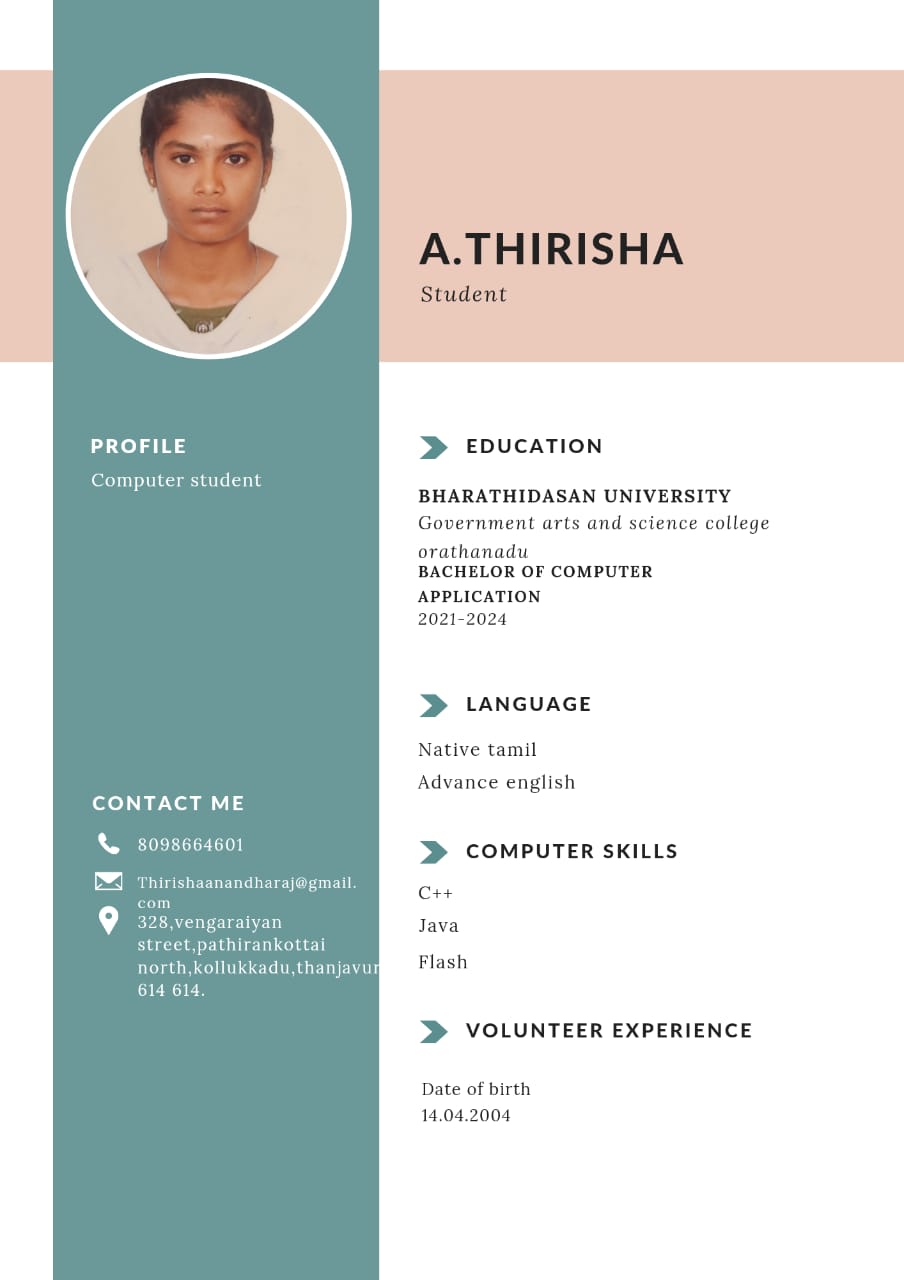 A.THIRISHA
Student
PROFILE
Computer student
CONTACT ME
8098664601
Thirishaanandharaj@gmail.
com
328,vengaraiyan
street,pathirankottai
north,kollukkadu,thanjavur
614 614.
EDUCATION
BHARATHIDASAN UNIVERSITY
Government arts and science college
orathanadu
BACHELOR OF COMPUTER
APPLICATION
2021-2024
LANGUAGE
Native tamil
Advance english
COMPUTER SKILLS
C++
Java
Flash
VOLUNTEER EXPERIENCE
Date of birth
14.04.2004